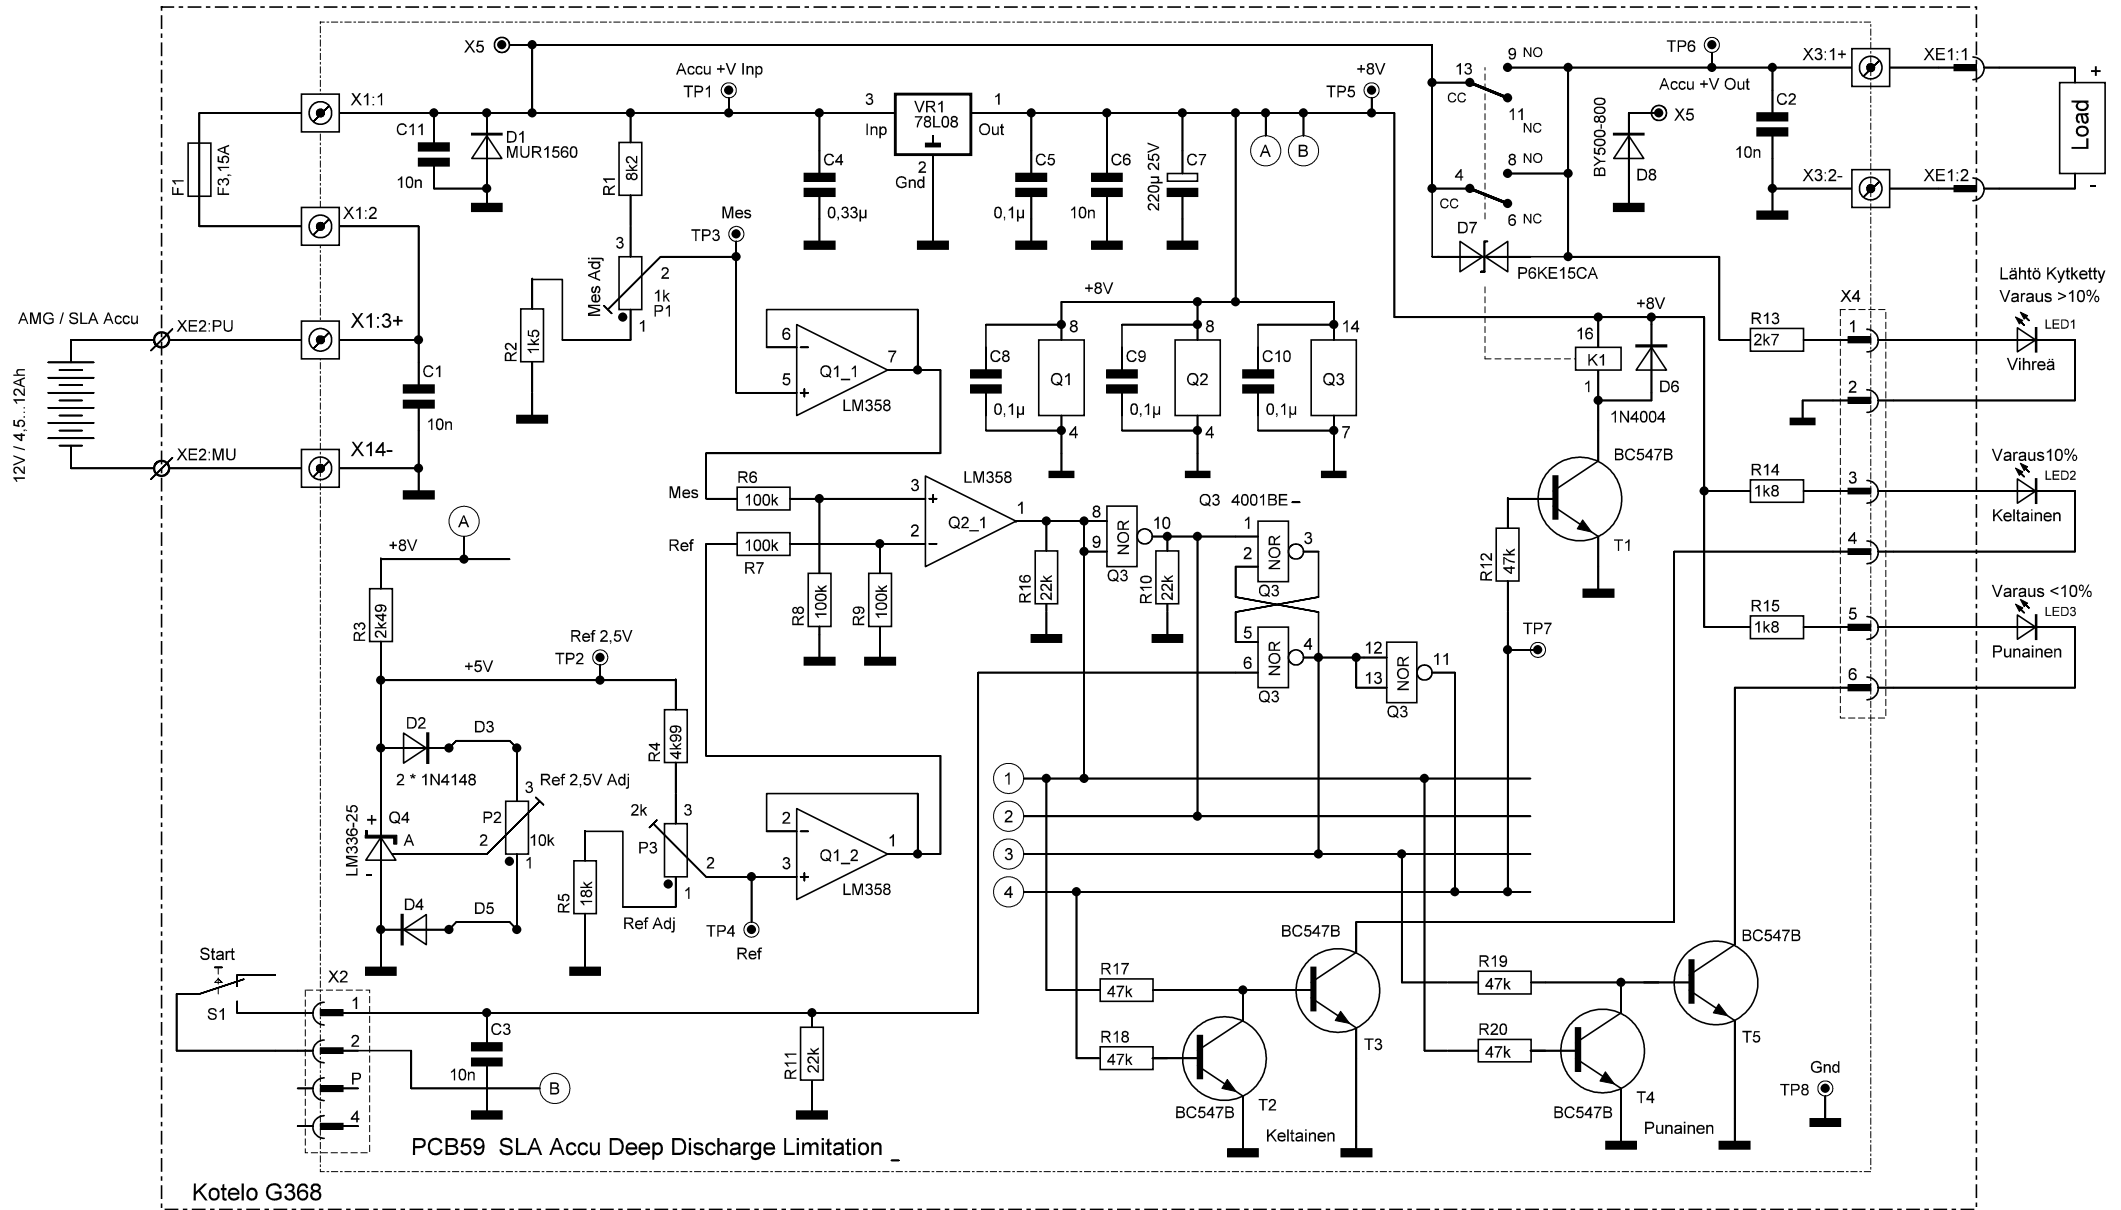 X5
Accu +V Inp
TP1
+8V
TP5
9 NO
13
CC
11
NC
8 NO
4
CC
6 NC
TP6
Accu +V Out
X3:1+
XE1:1
+
Load
-
X3:2-
XE1:2
C2
10n
BY500-800
X5
D8
X1:1
C11
10n
D1
MUR1560
F1
F3,15A
X1:2
R1
8k2
C4
0,33µ
3
Inp
VR1
78L08
1
Out
2
Gnd
C5
0,1µ
C6
10n
C7
220µ 25V
A
B
D7
P6KE15CA
Mes
TP3
Mes Adj
3
2
1k
P1
1
R2
1k5
AMG / SLA Accu
XE2:PU
X1:3+
C1
10n
12V / 4,5...12Ah
XE2:MU
X14-
6
-
5
+
7
Q1_1
LM358
+8V
8
C8
0,1µ
Q1
4
8
C9
0,1µ
Q2
4
14
C10
0,1µ
Q3
7
+8V
16
K1
1
D6
1N4004
BC547B
T1
Lähtö Kytketty
Varaus >10%
X4
R13
2k7
1
LED1
Vihreä
2
Varaus10%
R14
1k8
3
LED2
Keltainen
4
Varaus <10%
R15
1k8
5
LED3
Punainen
6
Mes
R6
100k
3
+
LM358
Q2_1
1
Ref
100k
R7
2
-
R8
100k
R9
100k
R16
22k
8
9
NOR
Q3
10
R10
22k
Q3 4001BE
1
2
NOR
3
Q3
5
6
NOR
4
Q3
12
13
NOR
11
Q3
R12
47k
TP7
A
+8V
R3
2k49
+5V
Ref 2,5V
TP2
D2
D3
2 * 1N4148
Ref 2,5V Adj
3
P2
2
10k
1
LM336-25
+
Q4
A
-
D4
D5
R4
4k99
2k
3
P3
2
1
R5
18k
Ref Adj
TP4
Ref
2
-
3
+
1
Q1_2
LM358
1
2
3
4
Start
S1
X2
1
2
P
4
C3
10n
B
R11
22k
R17
47k
R18
47k
BC547B
T3
BC547B
T2
Keltainen
R19
47k
R20
47k
BC547B
T5
BC547B
T4
Punainen
Gnd
TP8
PCB59 SLA Accu Deep Discharge Limitation _
Kotelo G368